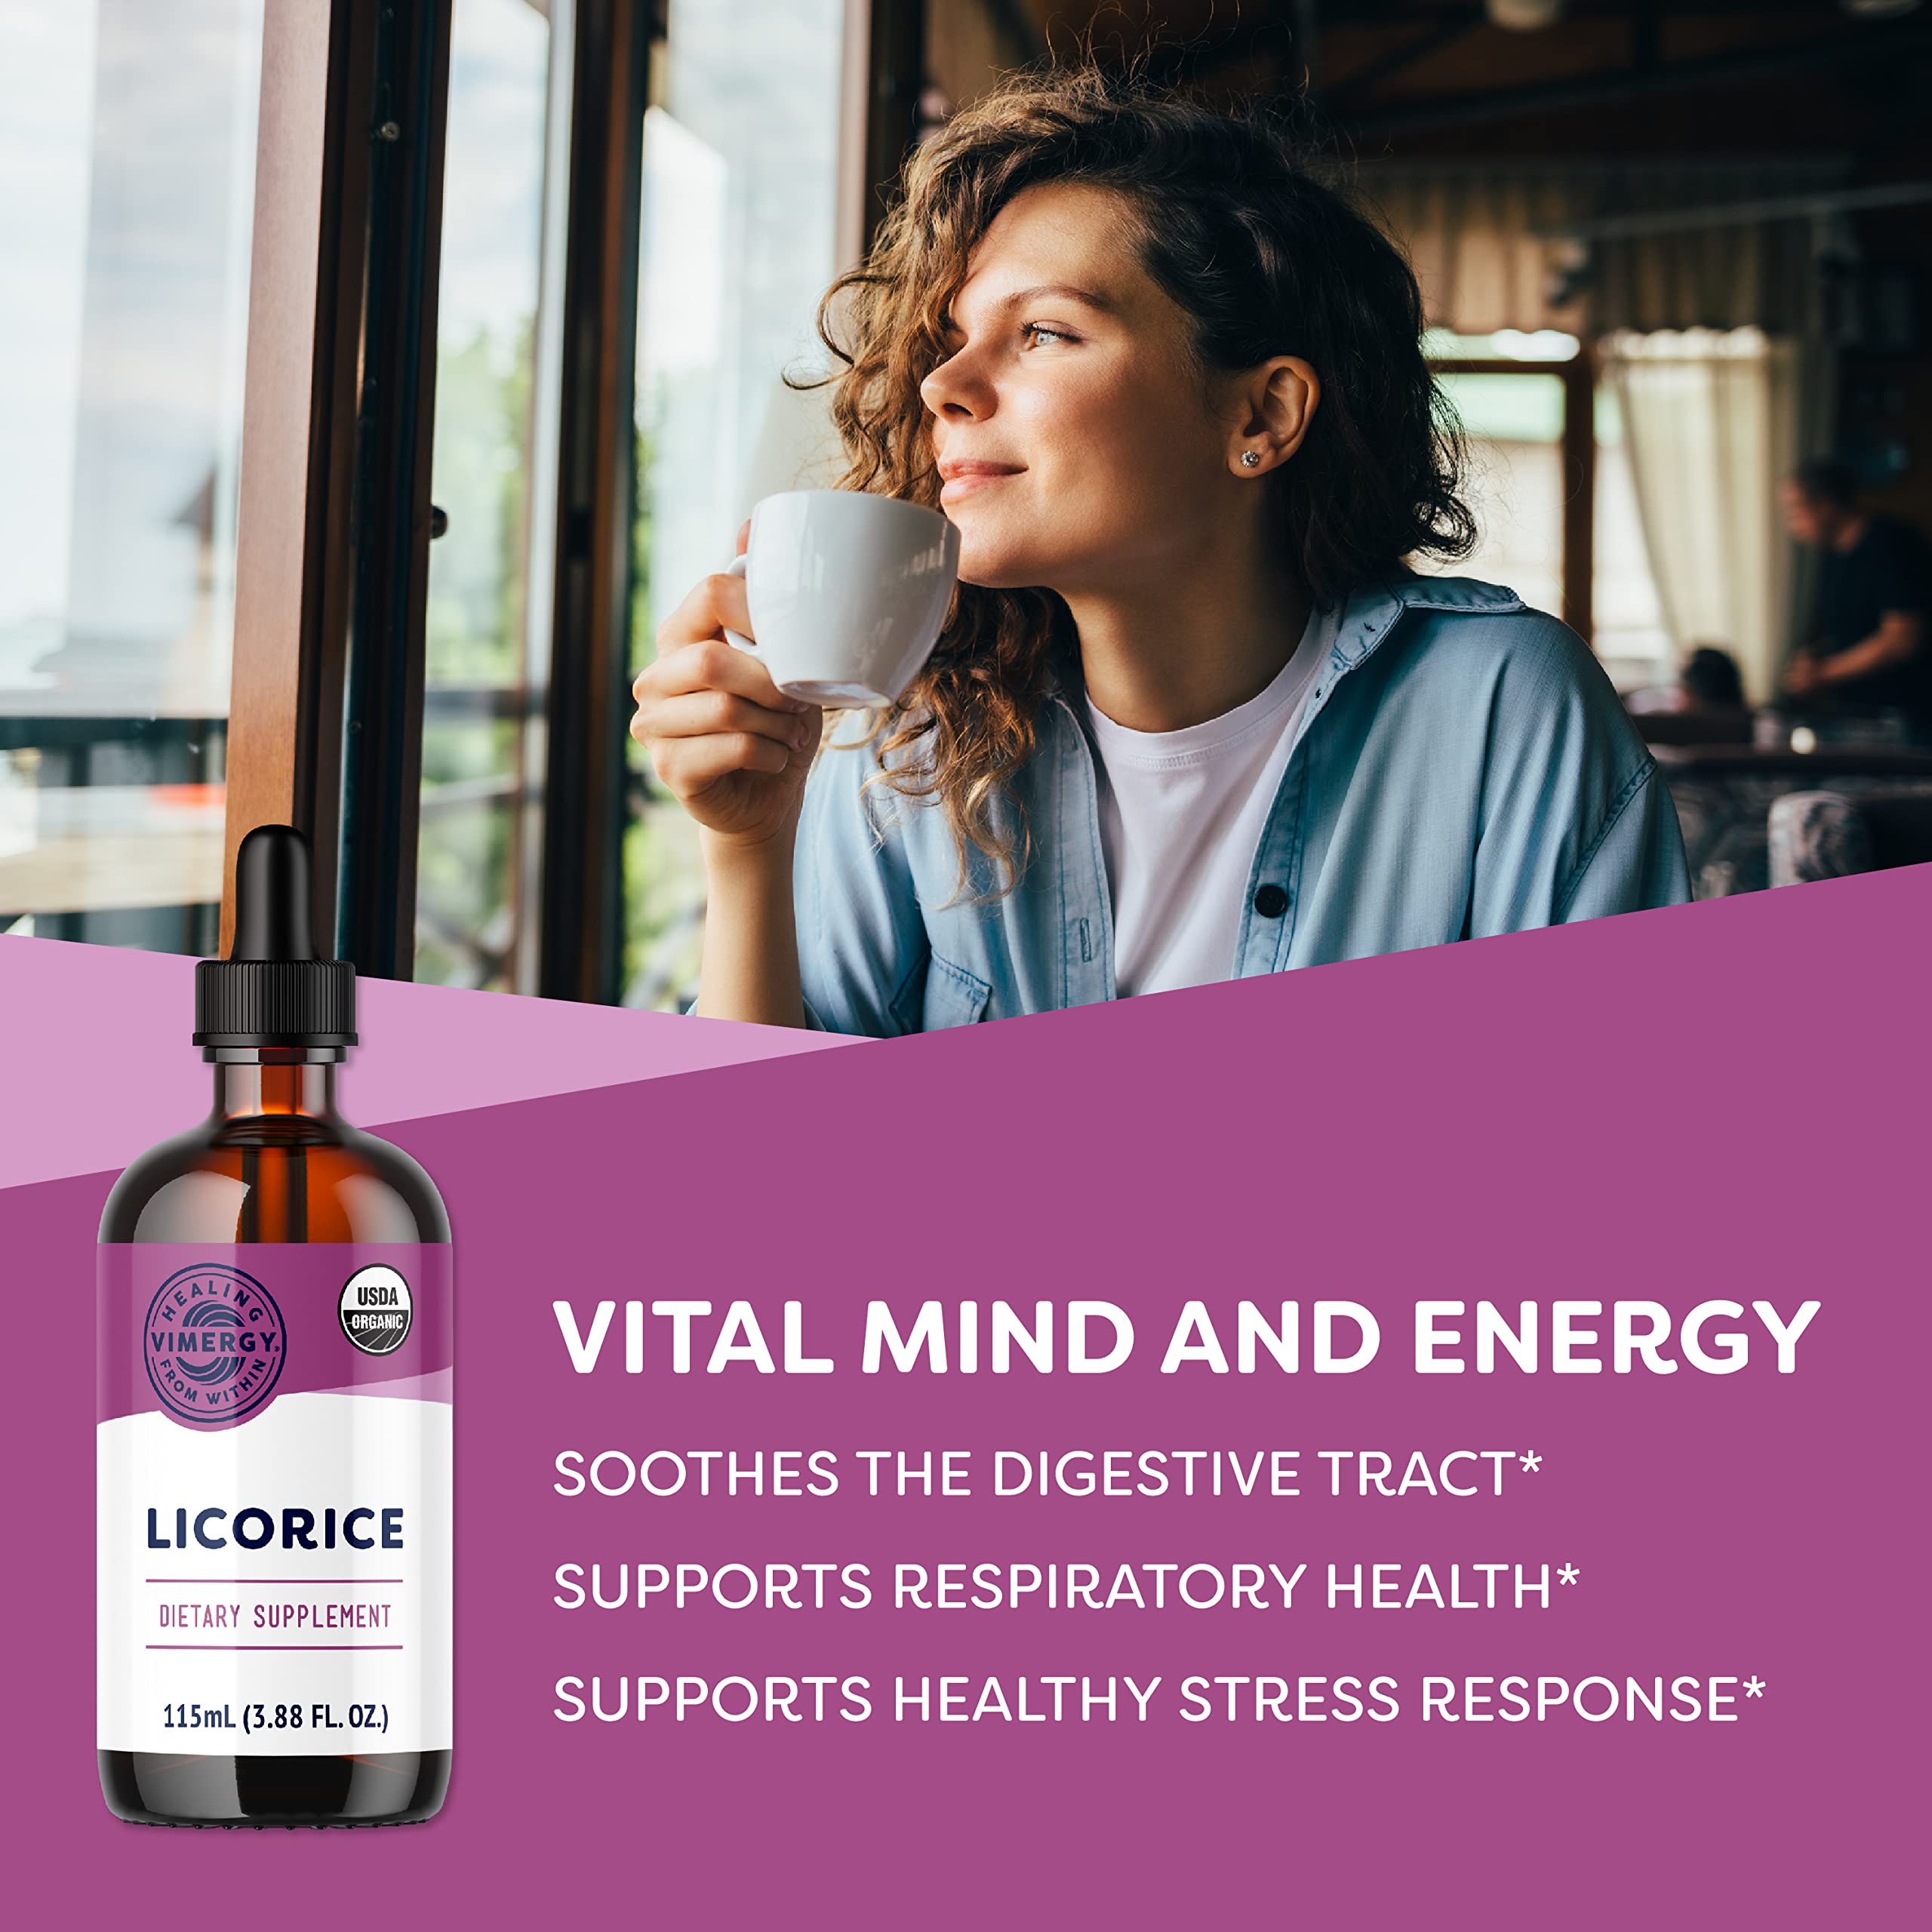 HEALING
VIMERGY®
FROM WITHIN
USDA
ORGANIC
LICORICE
DIETARY SUPPLEMENT
115mL (3.88 FL. OZ.)
VITAL MIND AND ENERGY
SOOTHES THE DIGESTIVE TRACT*
SUPPORTS RESPIRATORY HEALTH*
SUPPORTS HEALTHY STRESS RESPONSE*